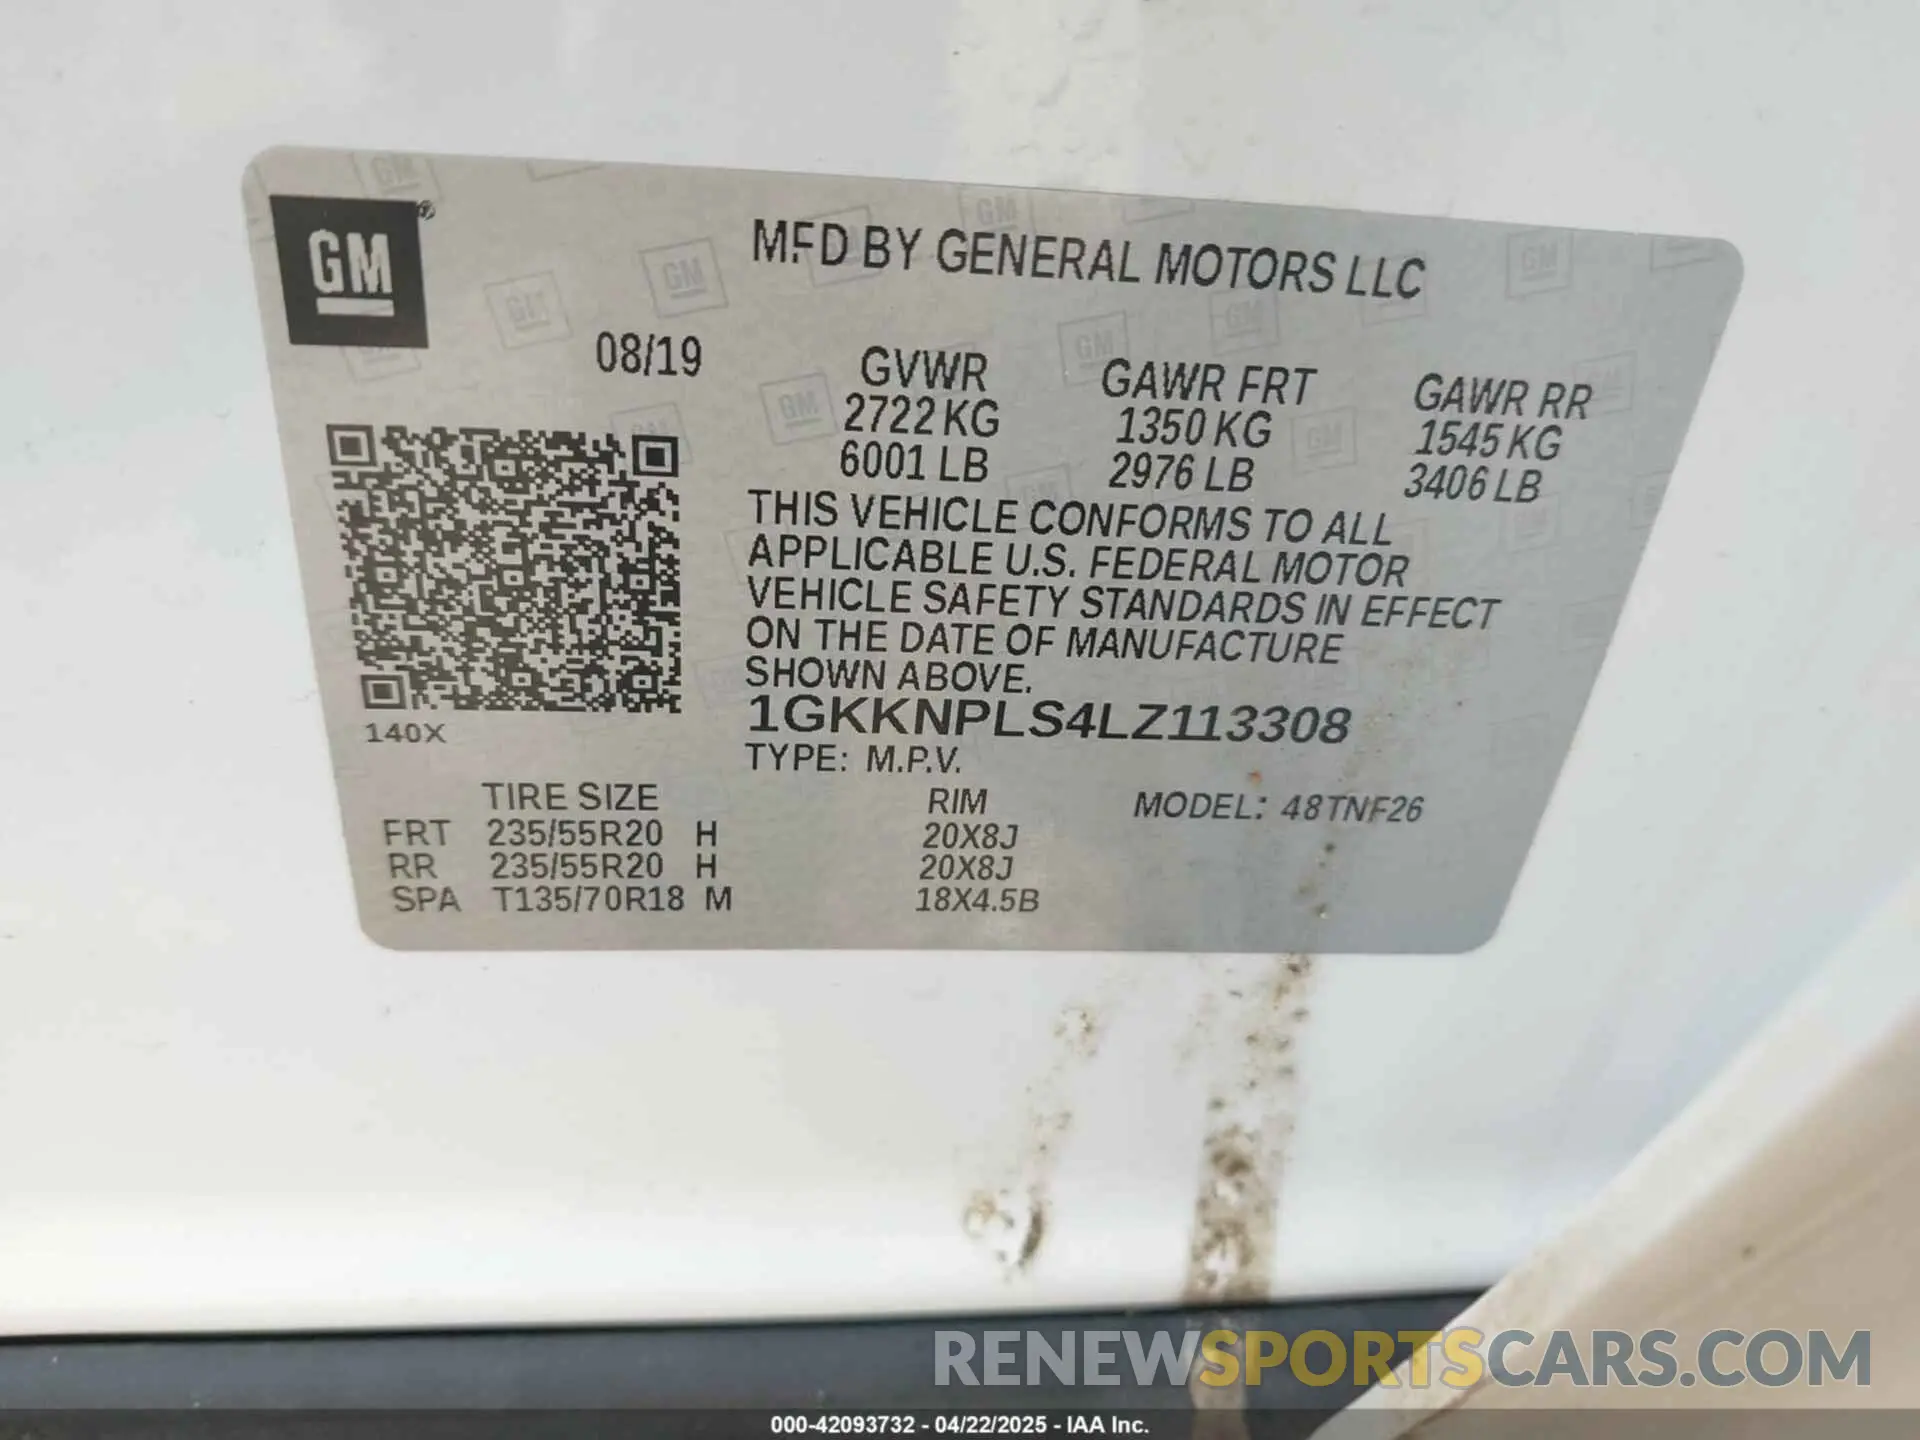 GM®
MFD BY GENERAL MOTORS LLC
08/19
GVWR GAWR FRT GAWR RR
2722 KG 1350 KG 1545 KG
6001 LB 2976 LB 3406 LB
THIS VEHICLE CONFORMS TO ALL
APPLICABLE U.S. FEDERAL MOTOR
VEHICLE SAFETY STANDARDS IN EFFECT
ON THE DATE OF MANUFACTURE
SHOWN ABOVE.
1GKKNPLS4LZ113308
140X
TYPE: M.P.V.
TIRE SIZE RIM MODEL: 48TNF26
FRT 235/55R20 H 20X8J
RR 235/55R20 H 20X8J
SPA T135/70R18 M 18X4.5B
RENEWSPORTSCARS.COM
000-42093732 - 04/22/2025 - IAA Inc.